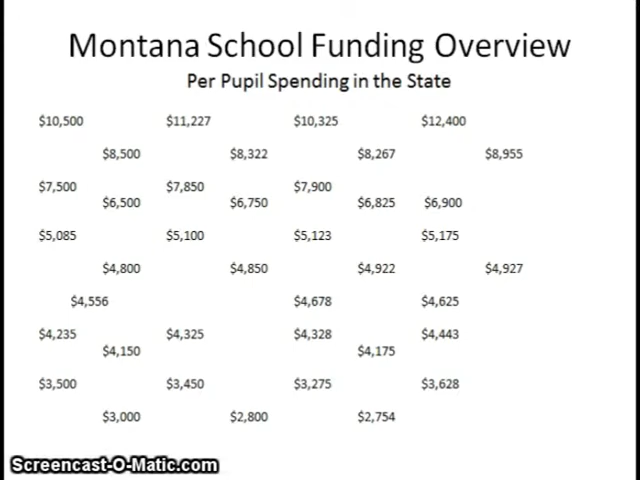 Montana School Funding Overview
Per Pupil Spending in the State
$10,500 $11,227 $10,325 $12,400
$8,500 $8,322 $8,267 $8,955
$7,500 $7,850 $7,900
$6,500 $6,750 $6,825 $6,900
$5,085 $5,100 $5,123 $5,175
$4,800 $4,850 $4,922 $4,927
$4,556 $4,678 $4,625
$4,235 $4,325 $4,328 $4,443
$4,150 $4,175
$3,500 $3,450 $3,275 $3,628
$3,000 $2,800 $2,754
Screencast-O-Matic.com